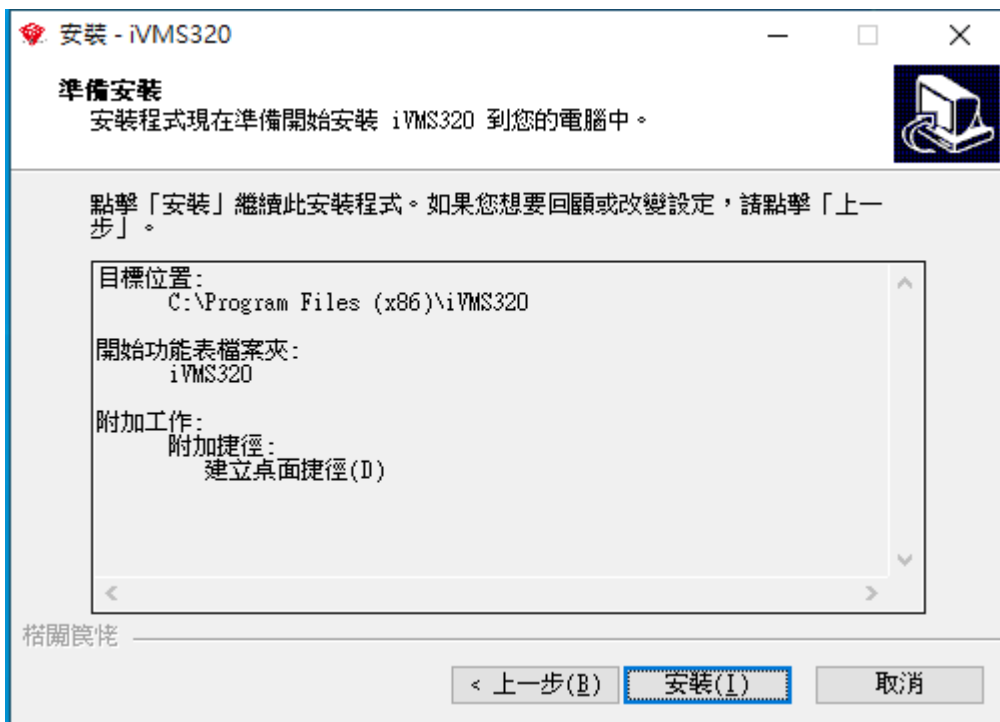 安裝 - iVMS320
準備安裝
安裝程式現在準備開始安裝 iVMS320 到您的電腦中。
點擊「安裝」繼續此安裝程式。如果您想要回顧或改變設定，請點擊「上一
步」。
目標位置:
C:\Program Files (x86)\iVMS320
開始功能表檔案夾:
iVMS320
附加工作:
附加捷徑:
建立桌面捷徑(D)
< 上一步(B)
安裝(I)
取消